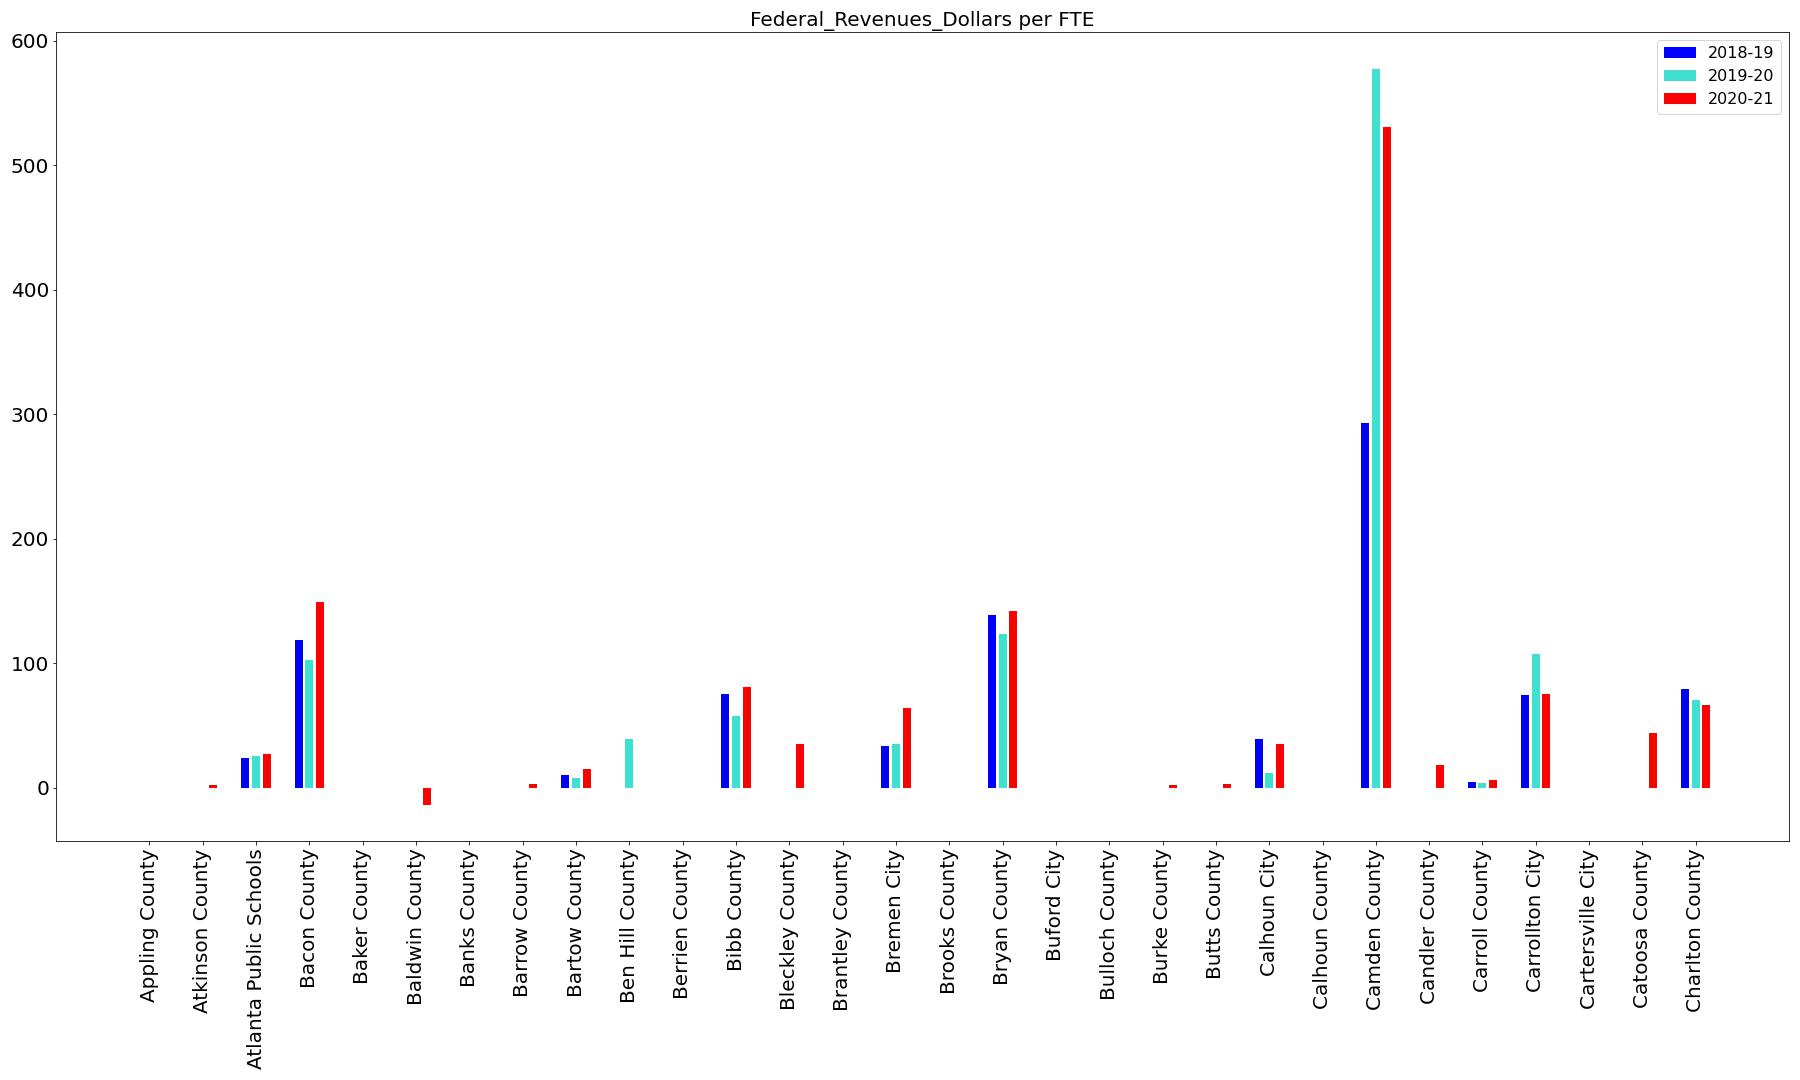 Federal_Revenues_Dollars per FTE
600
500
400
300
200
100
0
2018-19
2019-20
2020-21
Appling County
Atkinson County
Atlanta Public Schools
Bacon County
Baker County
Baldwin County
Banks County
Barrow County
Bartow County
Ben Hill County
Berrien County
Bibb County
Bleckley County
Brantley County
Bremen City
Brooks County
Bryan County
Buford City
Bulloch County
Burke County
Butts County
Calhoun City
Calhoun County
Camden County
Candler County
Carroll County
Carrollton City
Cartersville City
Catoosa County
Charlton County